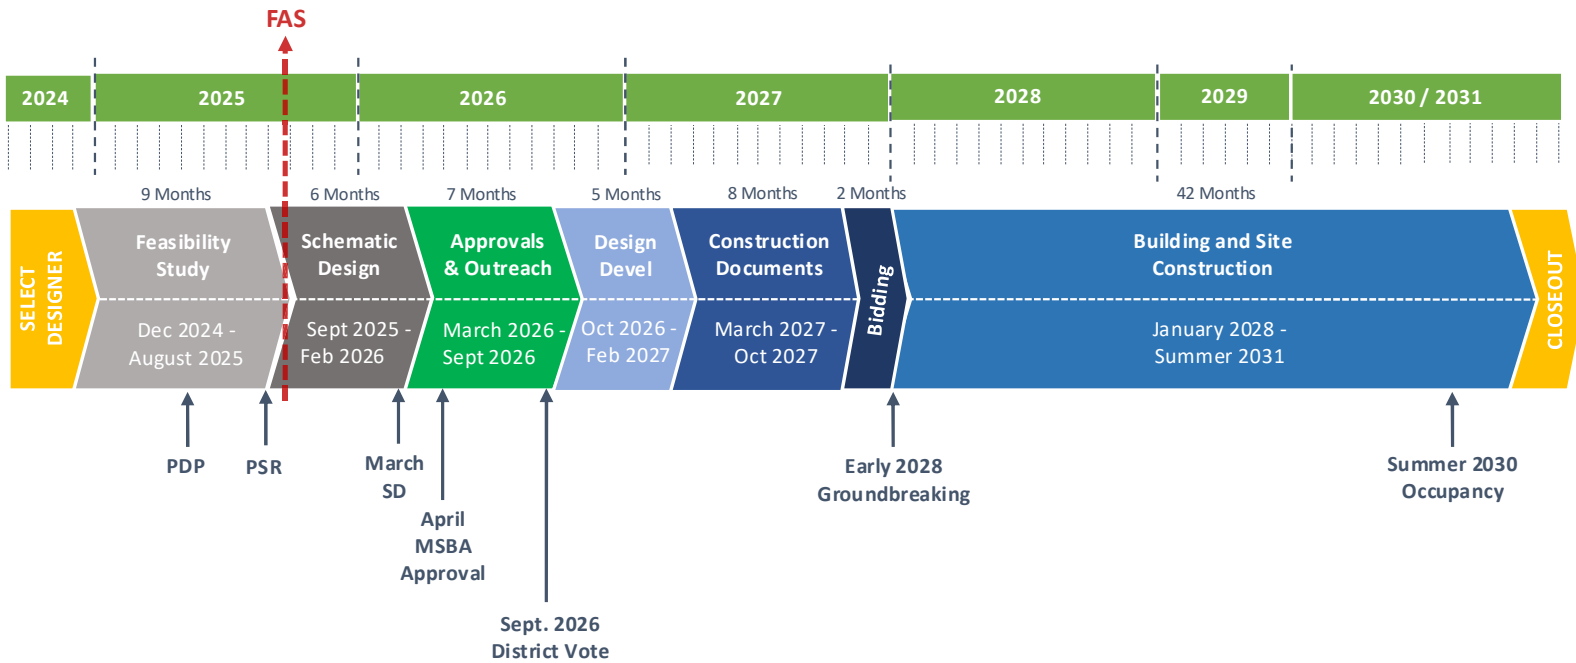 FAS
2024
2025
2026
2027
2028
2029
2030 / 2031
9 Months
6 Months
7 Months
5 Months
8 Months
2 Months
42 Months
SELECT
DESIGNER
Feasibility
Study
Dec 2024 -
August 2025
Schematic
Design
Sept 2025 -
Feb 2026
Approvals
& Outreach
March 2026 -
Sept 2026
Design
Devel
Oct 2026 -
Feb 2027
Construction
Documents
March 2027 -
Oct 2027
Bidding
Building and Site
Construction
January 2028 -
Summer 2031
CLOSEOUT
PDP
PSR
March
SD
April
MSBA
Approval
Sept. 2026
District Vote
Early 2028
Groundbreaking
Summer 2030
Occupancy